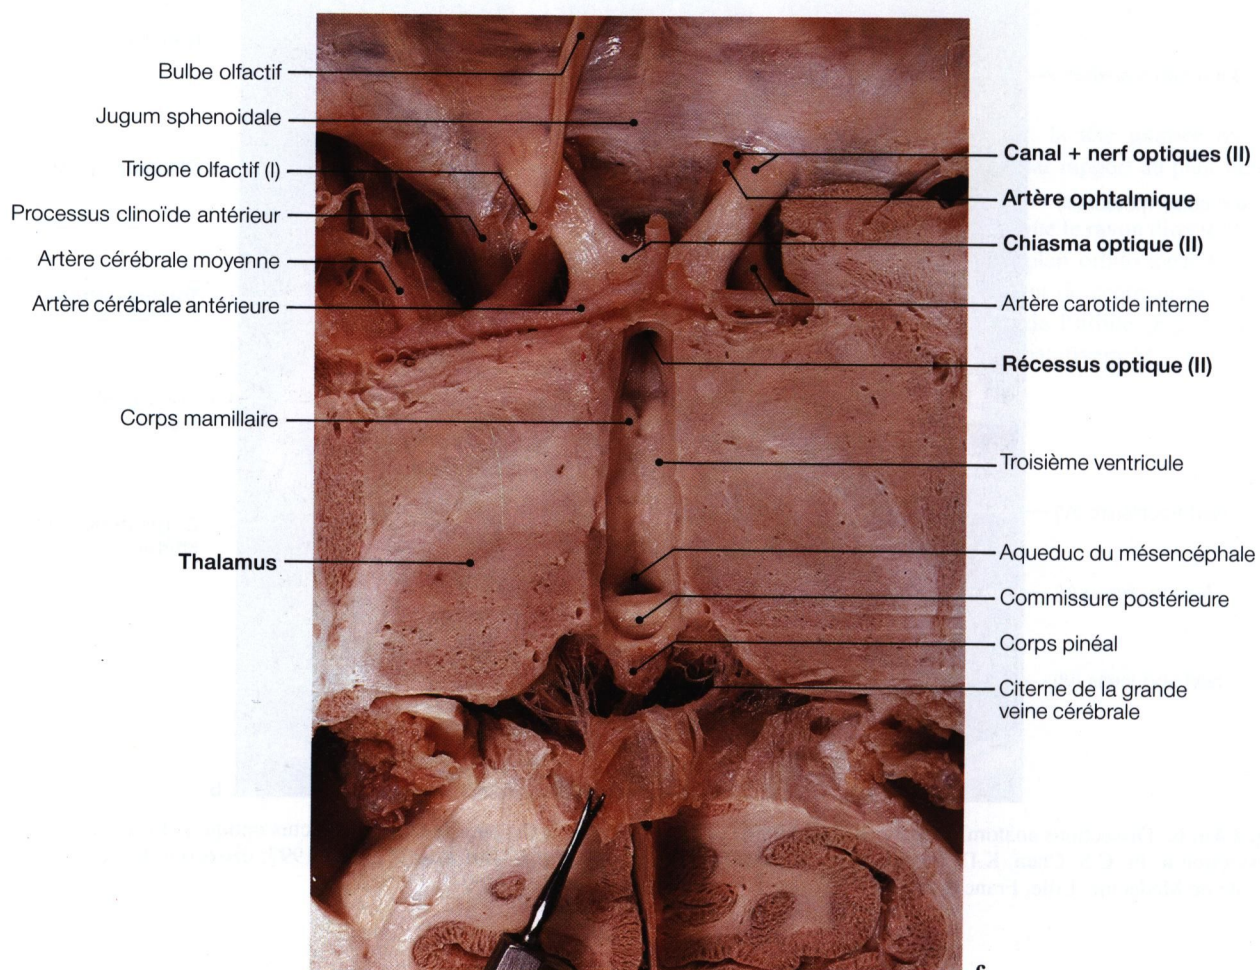 Bulbe olfactif
Jugum sphenoidale
Trigone olfactif (I)
Processus clinoïde antérieur
Artère cérébrale moyenne
Artère cérébrale antérieure
Corps mamillaire
Thalamus
Canal + nerf optiques (II)
Artère ophtalmique
Chiasma optique (II)
Artère carotide interne
Récessus optique (II)
Troisième ventricule
Aqueduc du mésencéphale
Commissure postérieure
Corps pinéal
Citerne de la grande
veine cérébrale